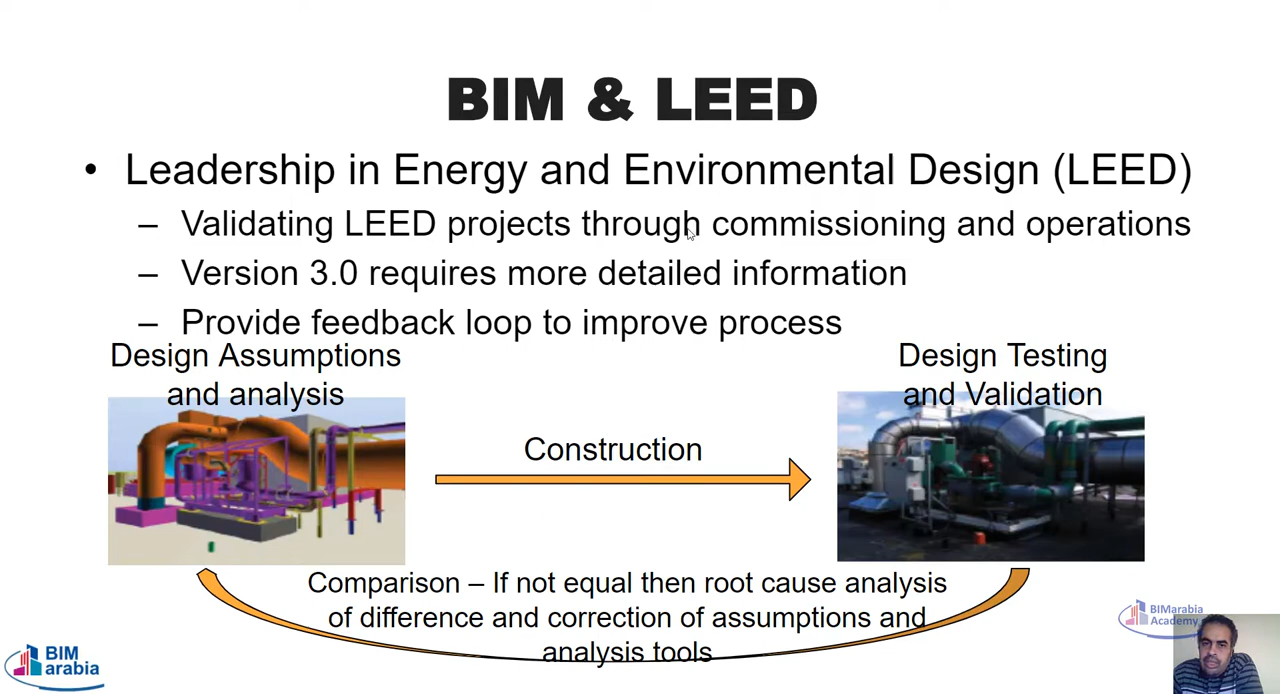 BIM & LEED
• Leadership in Energy and Environmental Design (LEED)
– Validating LEED projects through commissioning and operations
– Version 3.0 requires more detailed information
– Provide feedback loop to improve process
Design Assumptions
and analysis
Design Testing
and Validation
Construction
Comparison – If not equal then root cause analysis
of difference and correction of assumptions and
analysis tools
BIMarabia
Academy
BIM
arabia